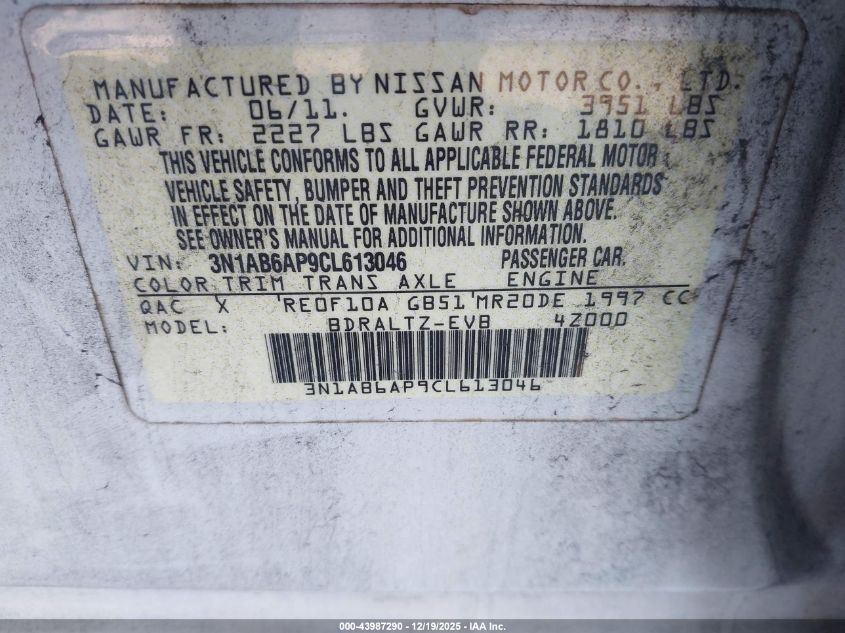 MANUFACTURED BY NISSAN MOTOR CO., LTD.
DATE: 06/11. GVWR: 3951 LBS
GAWR FR: 2227 LBS GAWR RR: 1810 LBS
THIS VEHICLE CONFORMS TO ALL APPLICABLE FEDERAL MOTOR
VEHICLE SAFETY, BUMPER AND THEFT PREVENTION STANDARDS
IN EFFECT ON THE DATE OF MANUFACTURE SHOWN ABOVE.
SEE OWNER'S MANUAL FOR ADDITIONAL INFORMATION
VIN: 3N1AB6AP9CL613046 PASSENGER CAR.
COLOR TRIM TRANS AXLE ENGINE
QAC X RE0F10A GB51 MR20DE 1997 CC
MODEL: BDRALTZ-EVB 4Z000
3N1AB6AP9CL613046
000-43987290 - 12/19/2025 - IAA Inc.